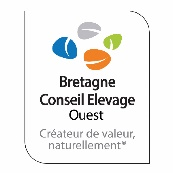 Bretagne
Conseil Elevage
Ouest
Créateur de valeur,
naturellement*